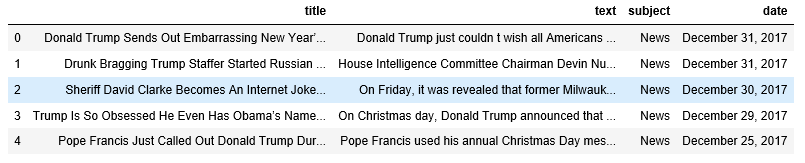 title text subject date
0 Donald Trump Sends Out Embarrassing New Year'... Donald Trump just couldn t wish all Americans ... News December 31, 2017
1 Drunk Bragging Trump Staffer Started Russian ... House Intelligence Committee Chairman Devin Nu... News December 31, 2017
2 Sheriff David Clarke Becomes An Internet Joke... On Friday, it was revealed that former Milwauk... News December 30, 2017
3 Trump Is So Obsessed He Even Has Obama's Name... On Christmas day, Donald Trump announced that ... News December 29, 2017
4 Pope Francis Just Called Out Donald Trump Dur... Pope Francis used his annual Christmas Day mes... News December 25, 2017